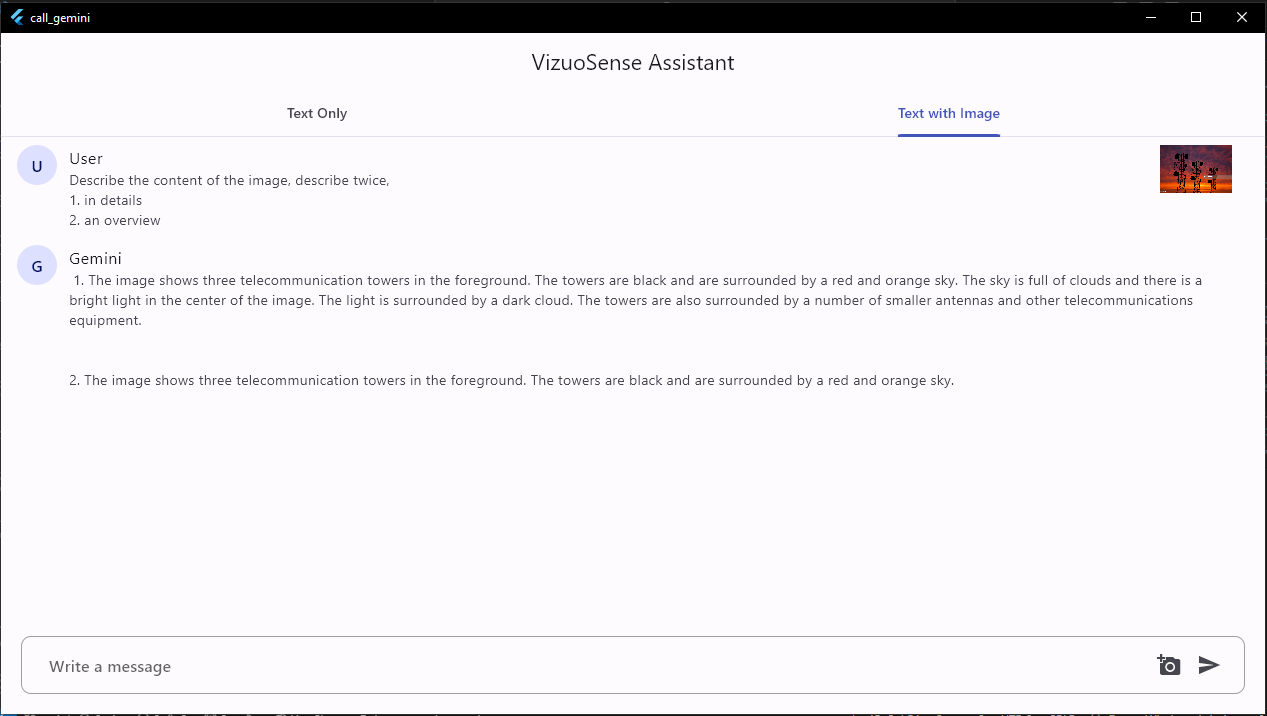 call_gemini
VizuoSense Assistant
Text Only
Text with Image
U
User
Describe the content of the image, describe twice,
1. in details
2. an overview
G
Gemini
1. The image shows three telecommunication towers in the foreground. The towers are black and are surrounded by a red and orange sky. The sky is full of clouds and there is a
bright light in the center of the image. The light is surrounded by a dark cloud. The towers are also surrounded by a number of smaller antennas and other telecommunications
equipment.
2. The image shows three telecommunication towers in the foreground. The towers are black and are surrounded by a red and orange sky.
Write a message